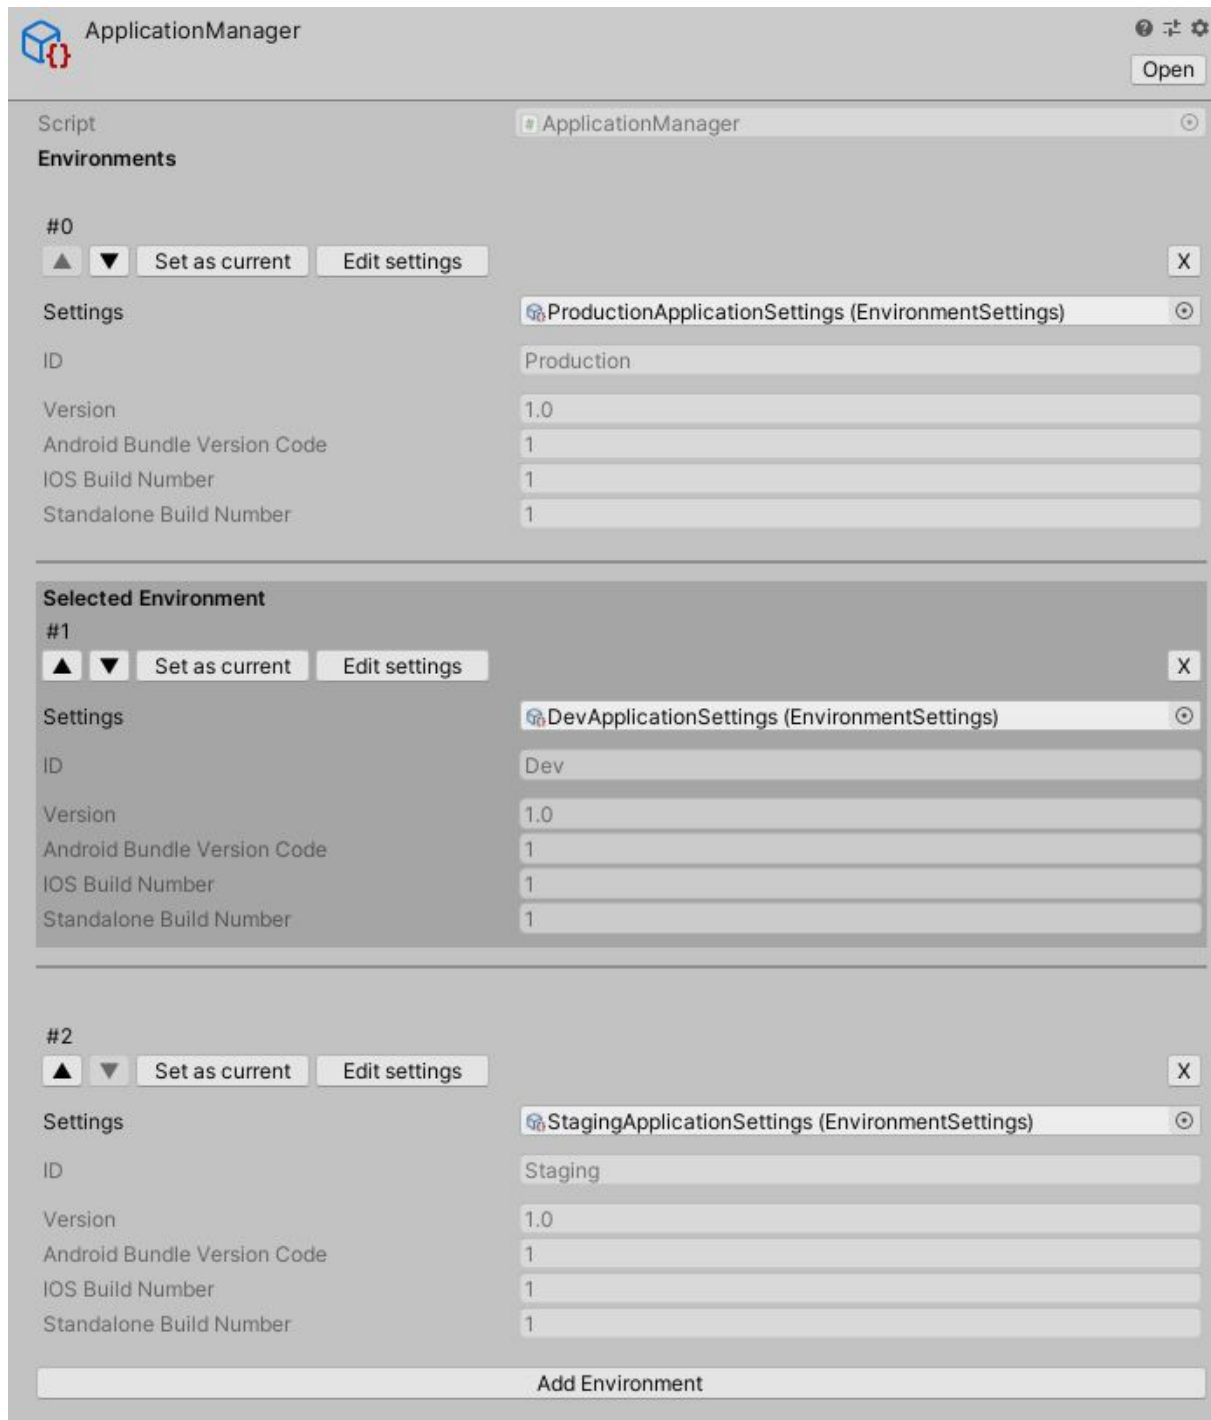 ApplicationManager
Open
Script ApplicationManager
Environments
#0
Set as current Edit settings X
Settings ProductionApplicationSettings (EnvironmentSettings)
ID Production
Version 1.0
Android Bundle Version Code 1
IOS Build Number 1
Standalone Build Number 1
Selected Environment
#1
Set as current Edit settings X
Settings DevApplicationSettings (EnvironmentSettings)
ID Dev
Version 1.0
Android Bundle Version Code 1
IOS Build Number 1
Standalone Build Number 1
#2
Set as current Edit settings X
Settings StagingApplicationSettings (EnvironmentSettings)
ID Staging
Version 1.0
Android Bundle Version Code 1
IOS Build Number 1
Standalone Build Number 1
Add Environment